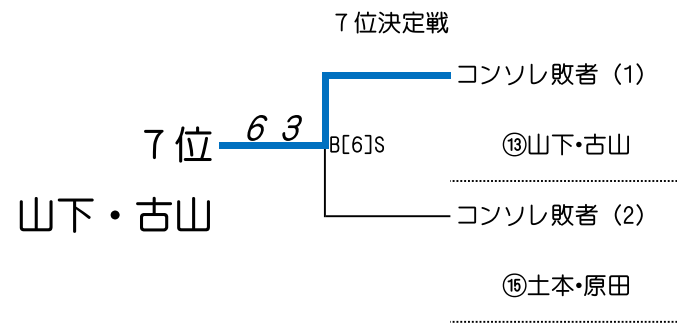 ７位決定戦
コンソレ敗者（1）
６３
７位
B[6]S
⑬山下・古山
山下・古山
コンソレ敗者（2）
⑮土本・原田